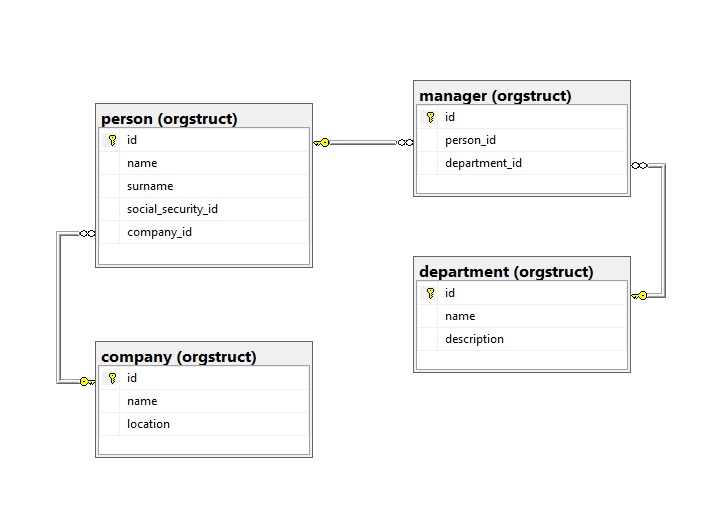 person (orgstruct)
id
name
surname
social_security_id
company_id
manager (orgstruct)
id
person_id
department_id
company (orgstruct)
id
name
location
department (orgstruct)
id
name
description